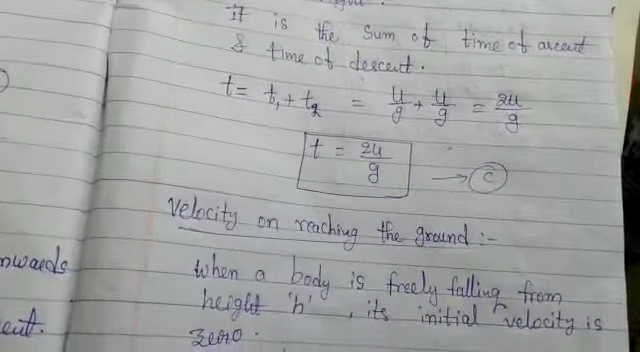 It is the sum of time of ascent
& time of descent.
t = t₁ + t₂ = u/g + u/g = 2u/g
t = 2u/g → (c)
Velocity on reaching the ground :-
nwards
When a body is freely falling from
height 'h', its initial velocity is
ent.
zero.